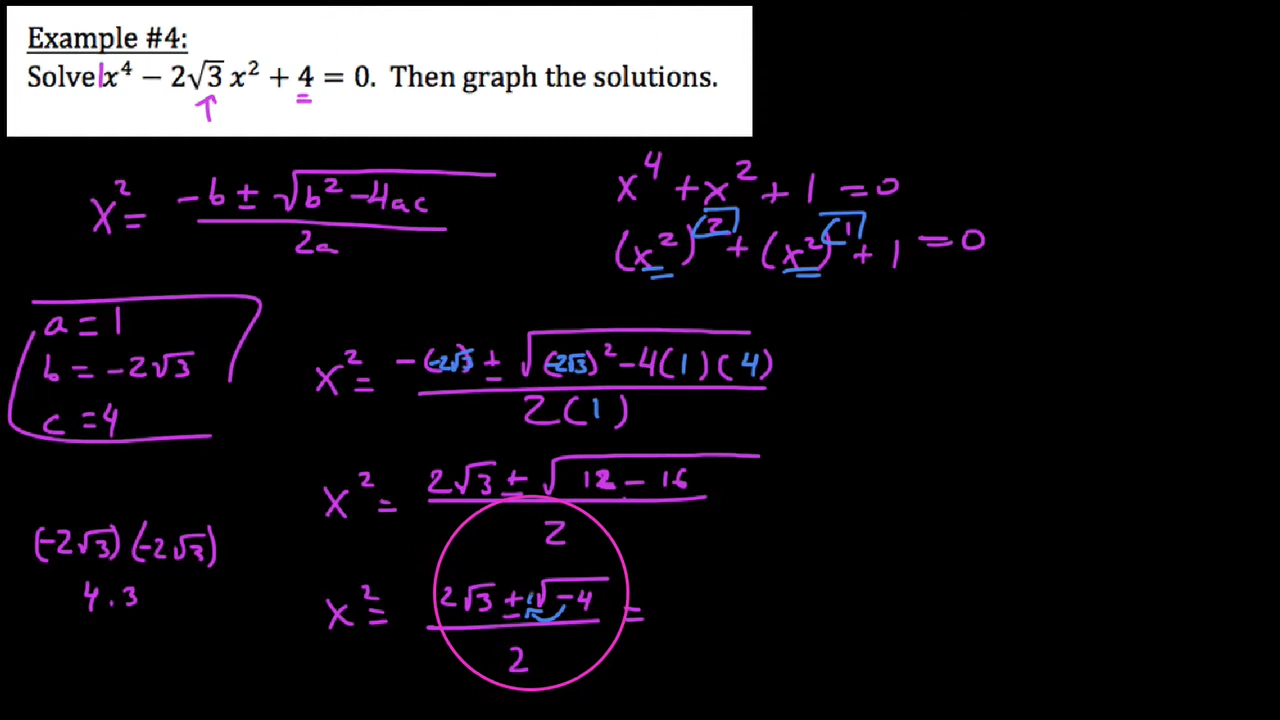 Example #4:
Solve 1x⁴ − 2√3 x² + 4 = 0. Then graph the solutions.
x² = (-b ± √(b² - 4ac)) / 2a
x⁴ + x² + 1 = 0
(x²)⁽²⁾ + (x²)⁽¹⁾ + 1 = 0
a = 1
b = -2√3
c = 4
x² = (-(-2√3) ± √((-2√3)² - 4(1)(4))) / 2(1)
x² = (2√3 ± √(12 - 16)) / 2
(-2√3)(-2√3)
4 · 3
x² = (2√3 ± i√-4) / 2 =